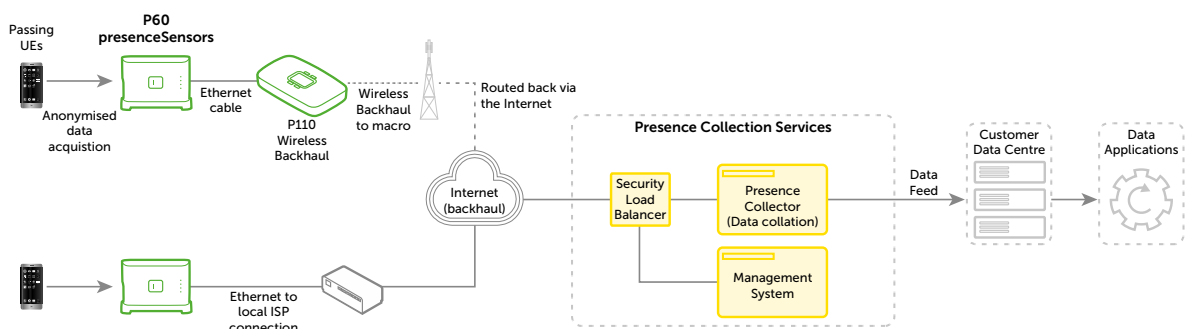 Passing
UEs
P60
presenceSensors
Anonymised
data
acquistion
Ethernet
cable
P110
Wireless
Backhaul
Wireless
Backhaul
to macro
Routed back via
the Internet
Internet
(backhaul)
Ethernet to
local ISP
connection
Presence Collection Services
Security
Load
Balancer
Presence
Collector
(Data collation)
Management
System
Data
Feed
Customer
Data Centre
Data
Applications